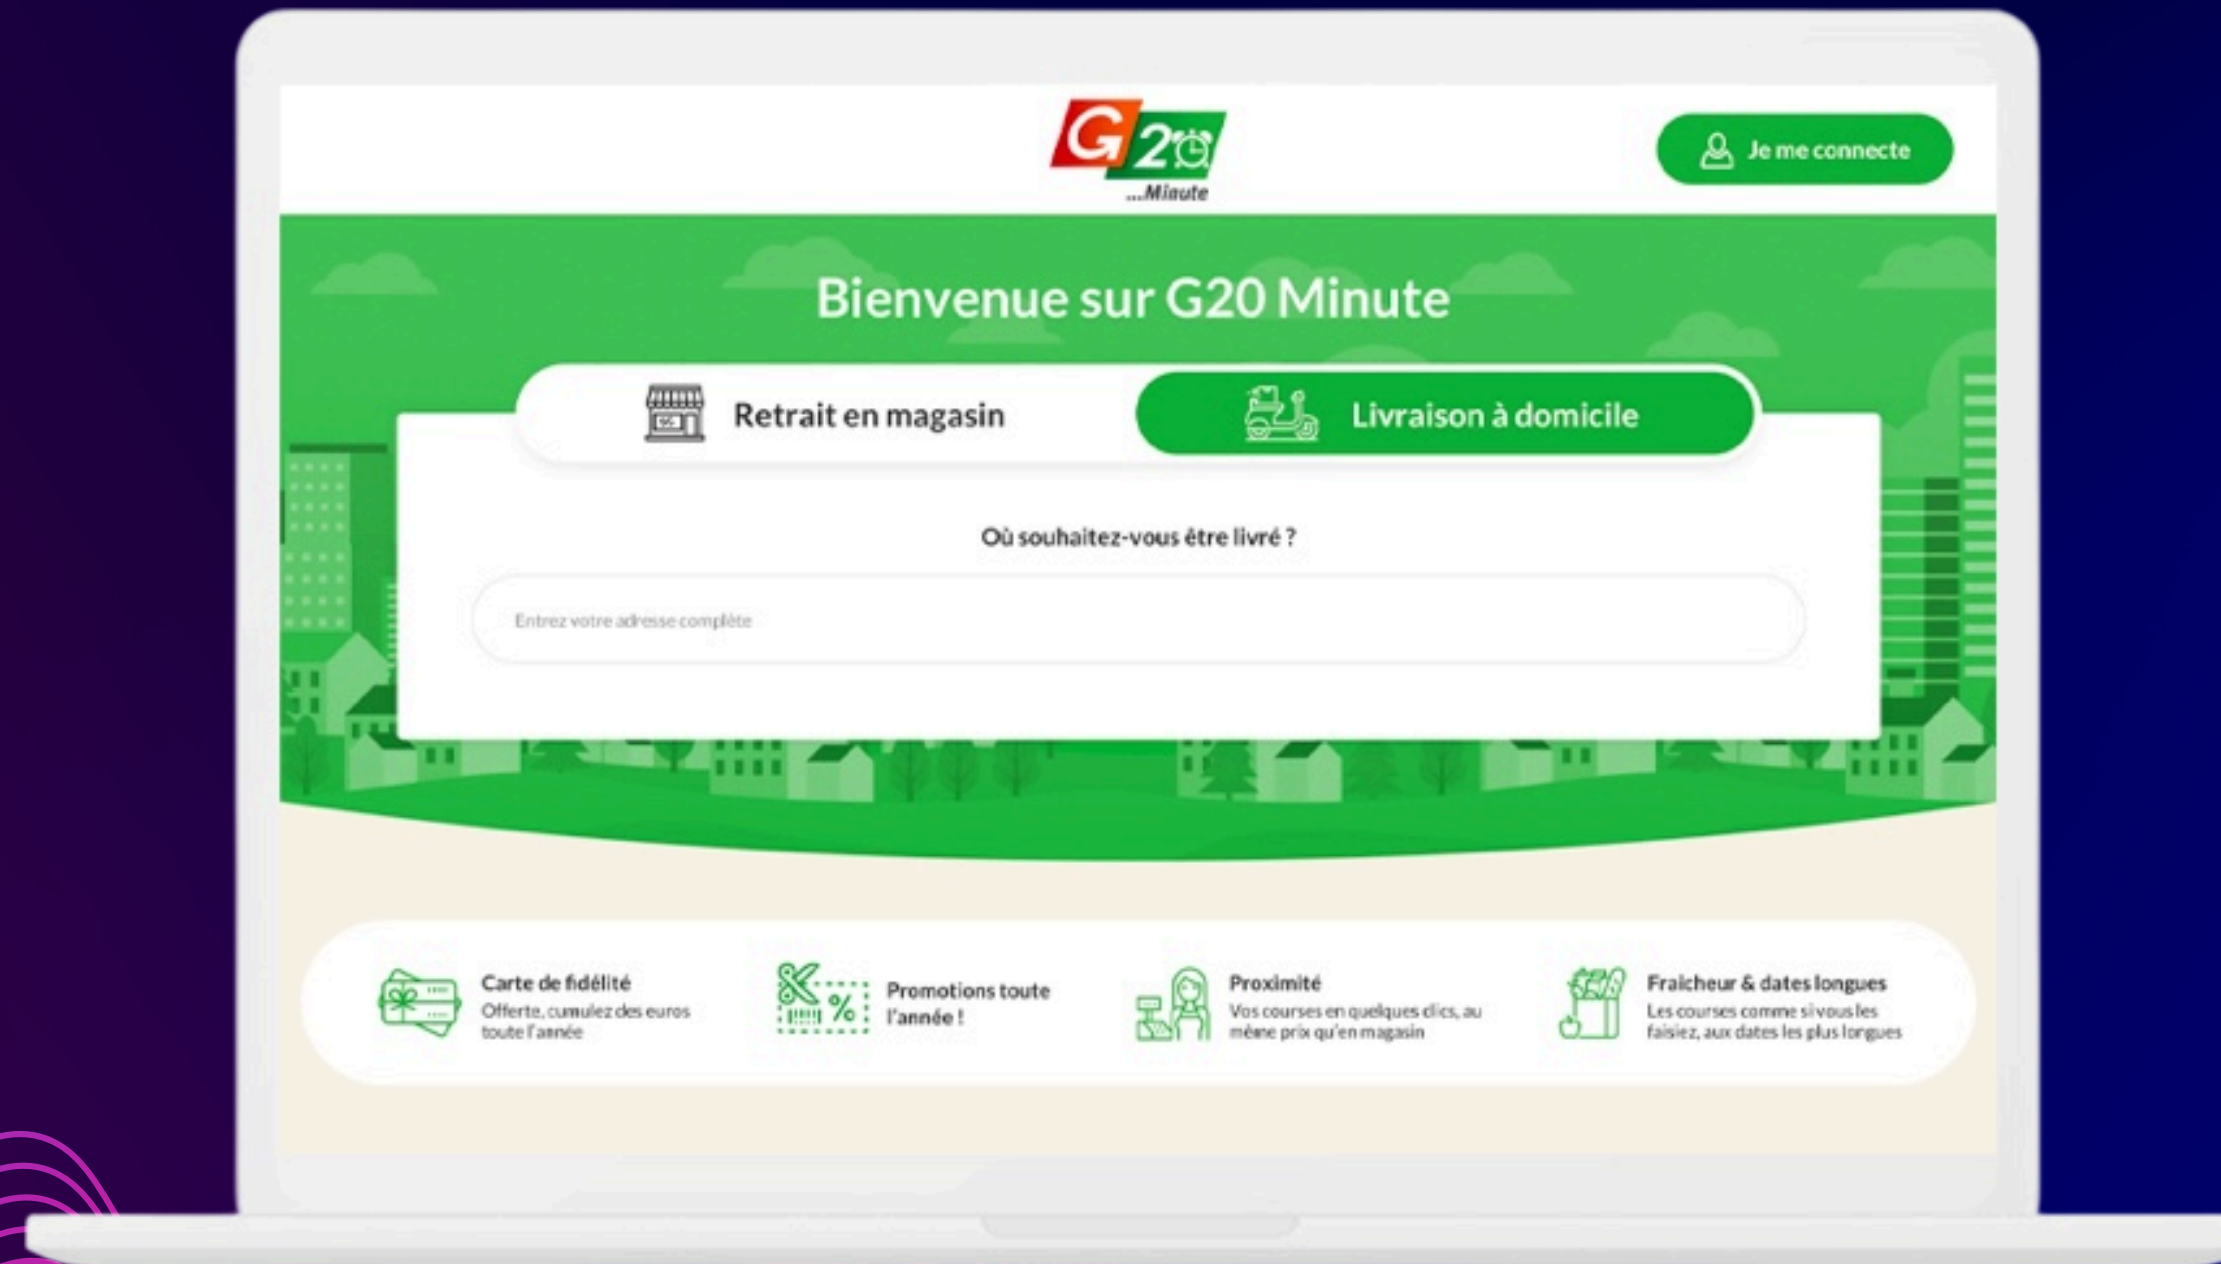 G20
...Minute
Je me connecte
Bienvenue sur G20 Minute
Retrait en magasin
Livraison à domicile
Où souhaitez-vous être livré ?
Entrez votre adresse complète
Carte de fidélité
Offerte, cumulez des euros
toute l'année
Promotions toute
l'année !
Proximité
Vos courses en quelques clics, au
même prix qu'en magasin
Fraîcheur & dates longues
Les courses comme si vous les
faisiez, aux dates les plus longues